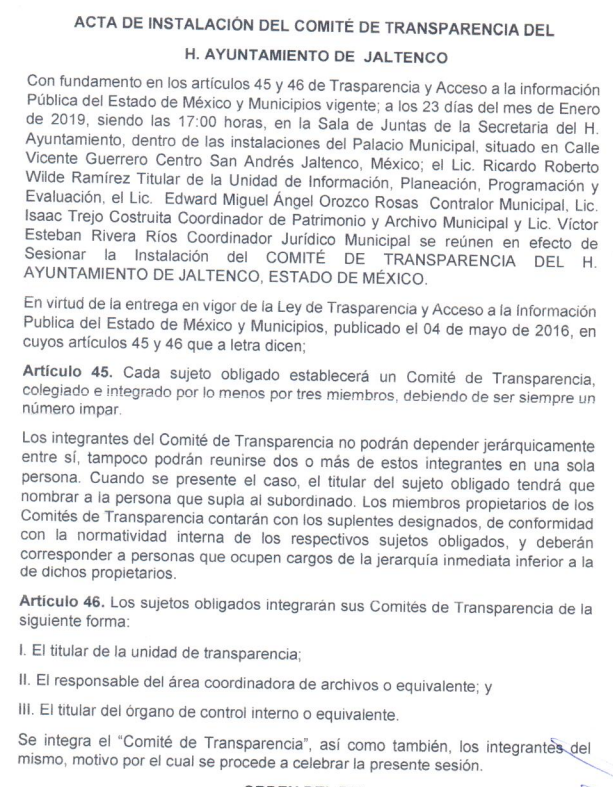 ACTA DE INSTALACIÓN DEL COMITÉ DE TRANSPARENCIA DEL
H. AYUNTAMIENTO DE JALTENCO
Con fundamento en los artículos 45 y 46 de Trasparencia y Acceso a la información
Pública del Estado de México y Municipios vigente; a los 23 días del mes de Enero
de 2019, siendo las 17:00 horas, en la Sala de Juntas de la Secretaria del H.
Ayuntamiento, dentro de las instalaciones del Palacio Municipal, situado en Calle
Vicente Guerrero Centro San Andrés Jaltenco, México; el Lic. Ricardo Roberto
Wilde Ramírez Titular de la Unidad de Información, Planeación, Programación y
Evaluación, el Lic. Edward Miguel Ángel Orozco Rosas Contralor Municipal, Lic.
Isaac Trejo Costruita Coordinador de Patrimonio y Archivo Municipal y Lic. Víctor
Esteban Rivera Ríos Coordinador Jurídico Municipal se reúnen en efecto de
Sesionar la Instalación del COMITÉ DE TRANSPARENCIA DEL H.
AYUNTAMIENTO DE JALTENCO, ESTADO DE MÉXICO.
En virtud de la entrega en vigor de la Ley de Trasparencia y Acceso a la Información
Publica del Estado de México y Municipios, publicado el 04 de mayo de 2016, en
cuyos artículos 45 y 46 que a letra dicen;
Artículo 45. Cada sujeto obligado establecerá un Comité de Transparencia,
colegiado e integrado por lo menos por tres miembros, debiendo de ser siempre un
número impar.
Los integrantes del Comité de Transparencia no podrán depender jerárquicamente
entre sí, tampoco podrán reunirse dos o más de estos integrantes en una sola
persona. Cuando se presente el caso, el titular del sujeto obligado tendrá que
nombrar a la persona que supla al subordinado. Los miembros propietarios de los
Comités de Transparencia contarán con los suplentes designados, de conformidad
con la normatividad interna de los respectivos sujetos obligados, y deberán
corresponder a personas que ocupen cargos de la jerarquía inmediata inferior a la
de dichos propietarios.
Artículo 46. Los sujetos obligados integrarán sus Comités de Transparencia de la
siguiente forma:
I. El titular de la unidad de transparencia;
II. El responsable del área coordinadora de archivos o equivalente; y
III. El titular del órgano de control interno o equivalente.
Se integra el "Comité de Transparencia", así como también, los integrantes del
mismo, motivo por el cual se procede a celebrar la presente sesión.